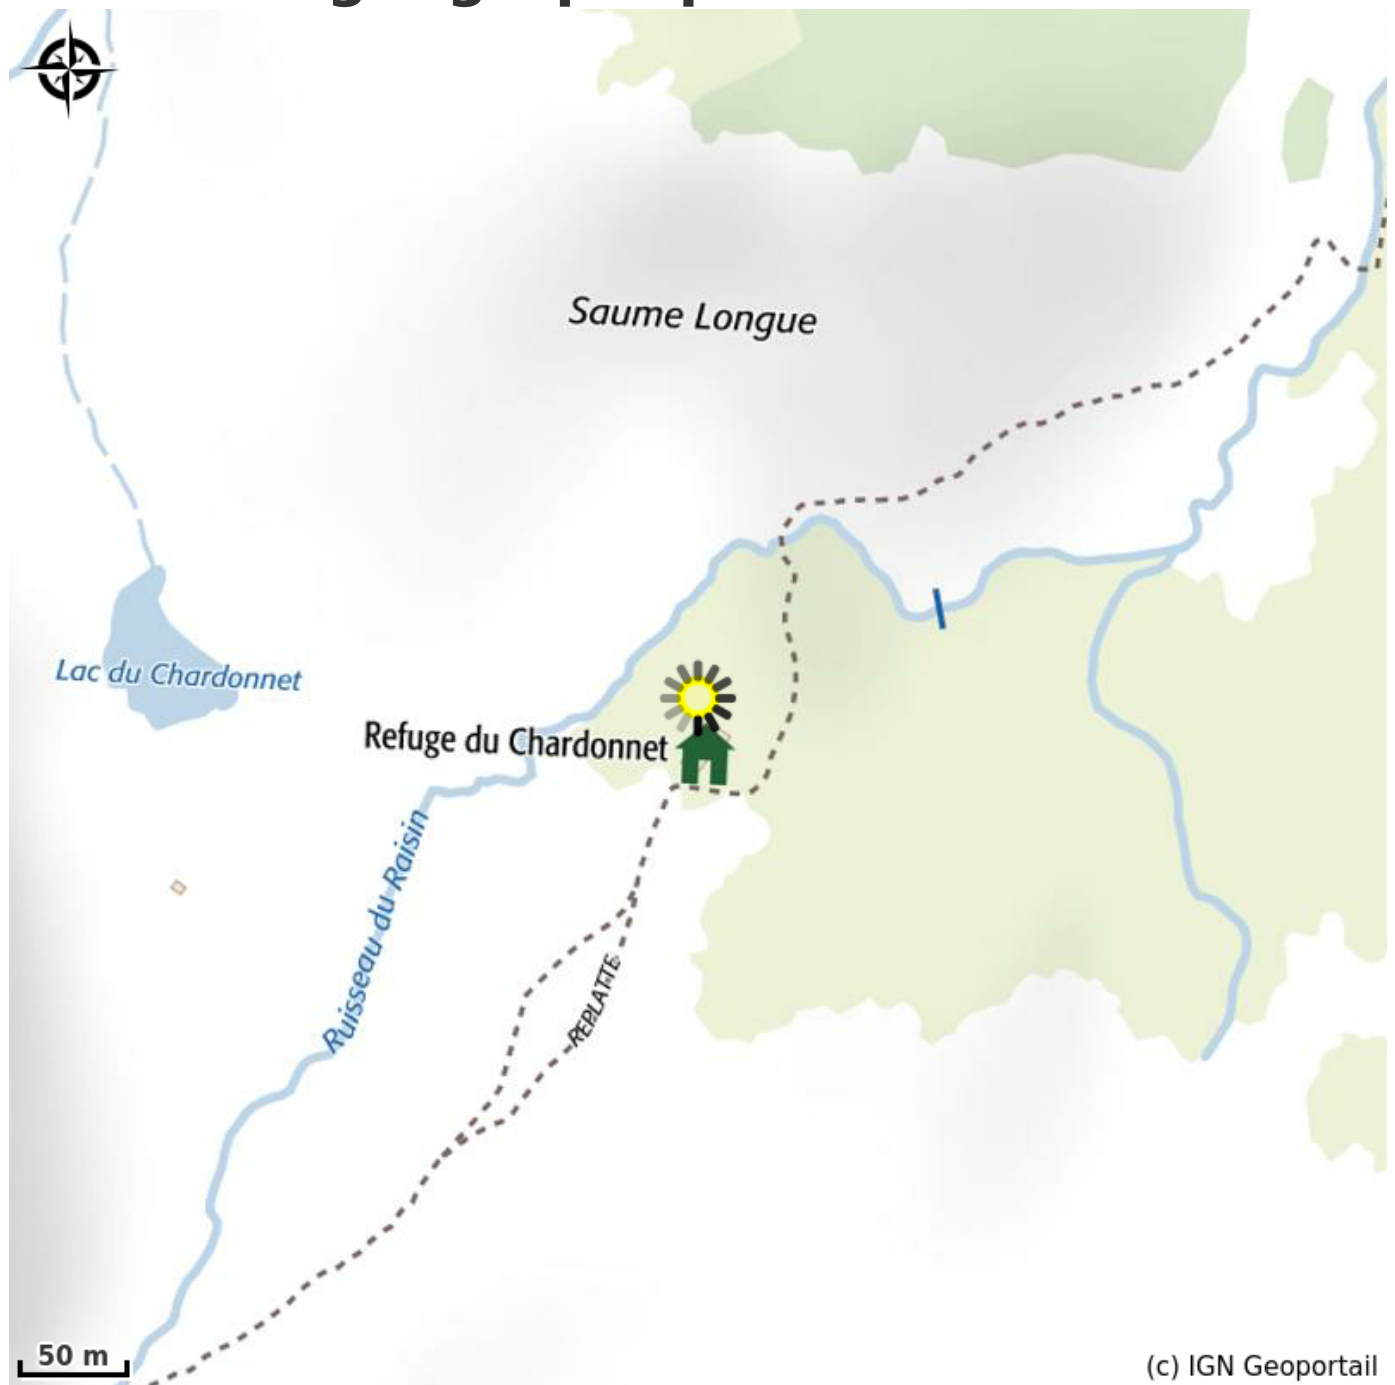 Saume Longue
Lac du Chardonnet
Refuge du Chardonnet
Ruisseau du Raisin
REPLATTE
50 m
(c) IGN Geoportail